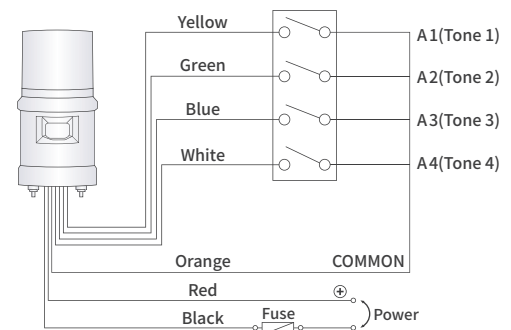 Yellow A1(Tone 1)
Green A2(Tone 2)
Blue A3(Tone 3)
White A4(Tone 4)
Orange COMMON
Red +
Black Fuse Power